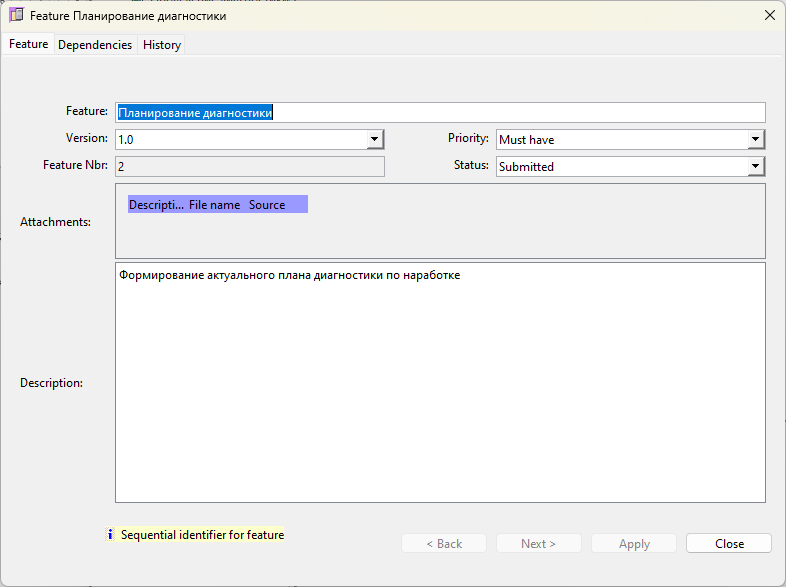 Feature Планирование диагностики
Feature Dependencies History
Feature: Планирование диагностики
Version: 1.0 Priority: Must have
Feature Nbr: 2 Status: Submitted
Attachments: Descripti... File name Source
Формирование актуального плана диагностики по наработке
Description:
Sequential identifier for feature
< Back Next > Apply Close